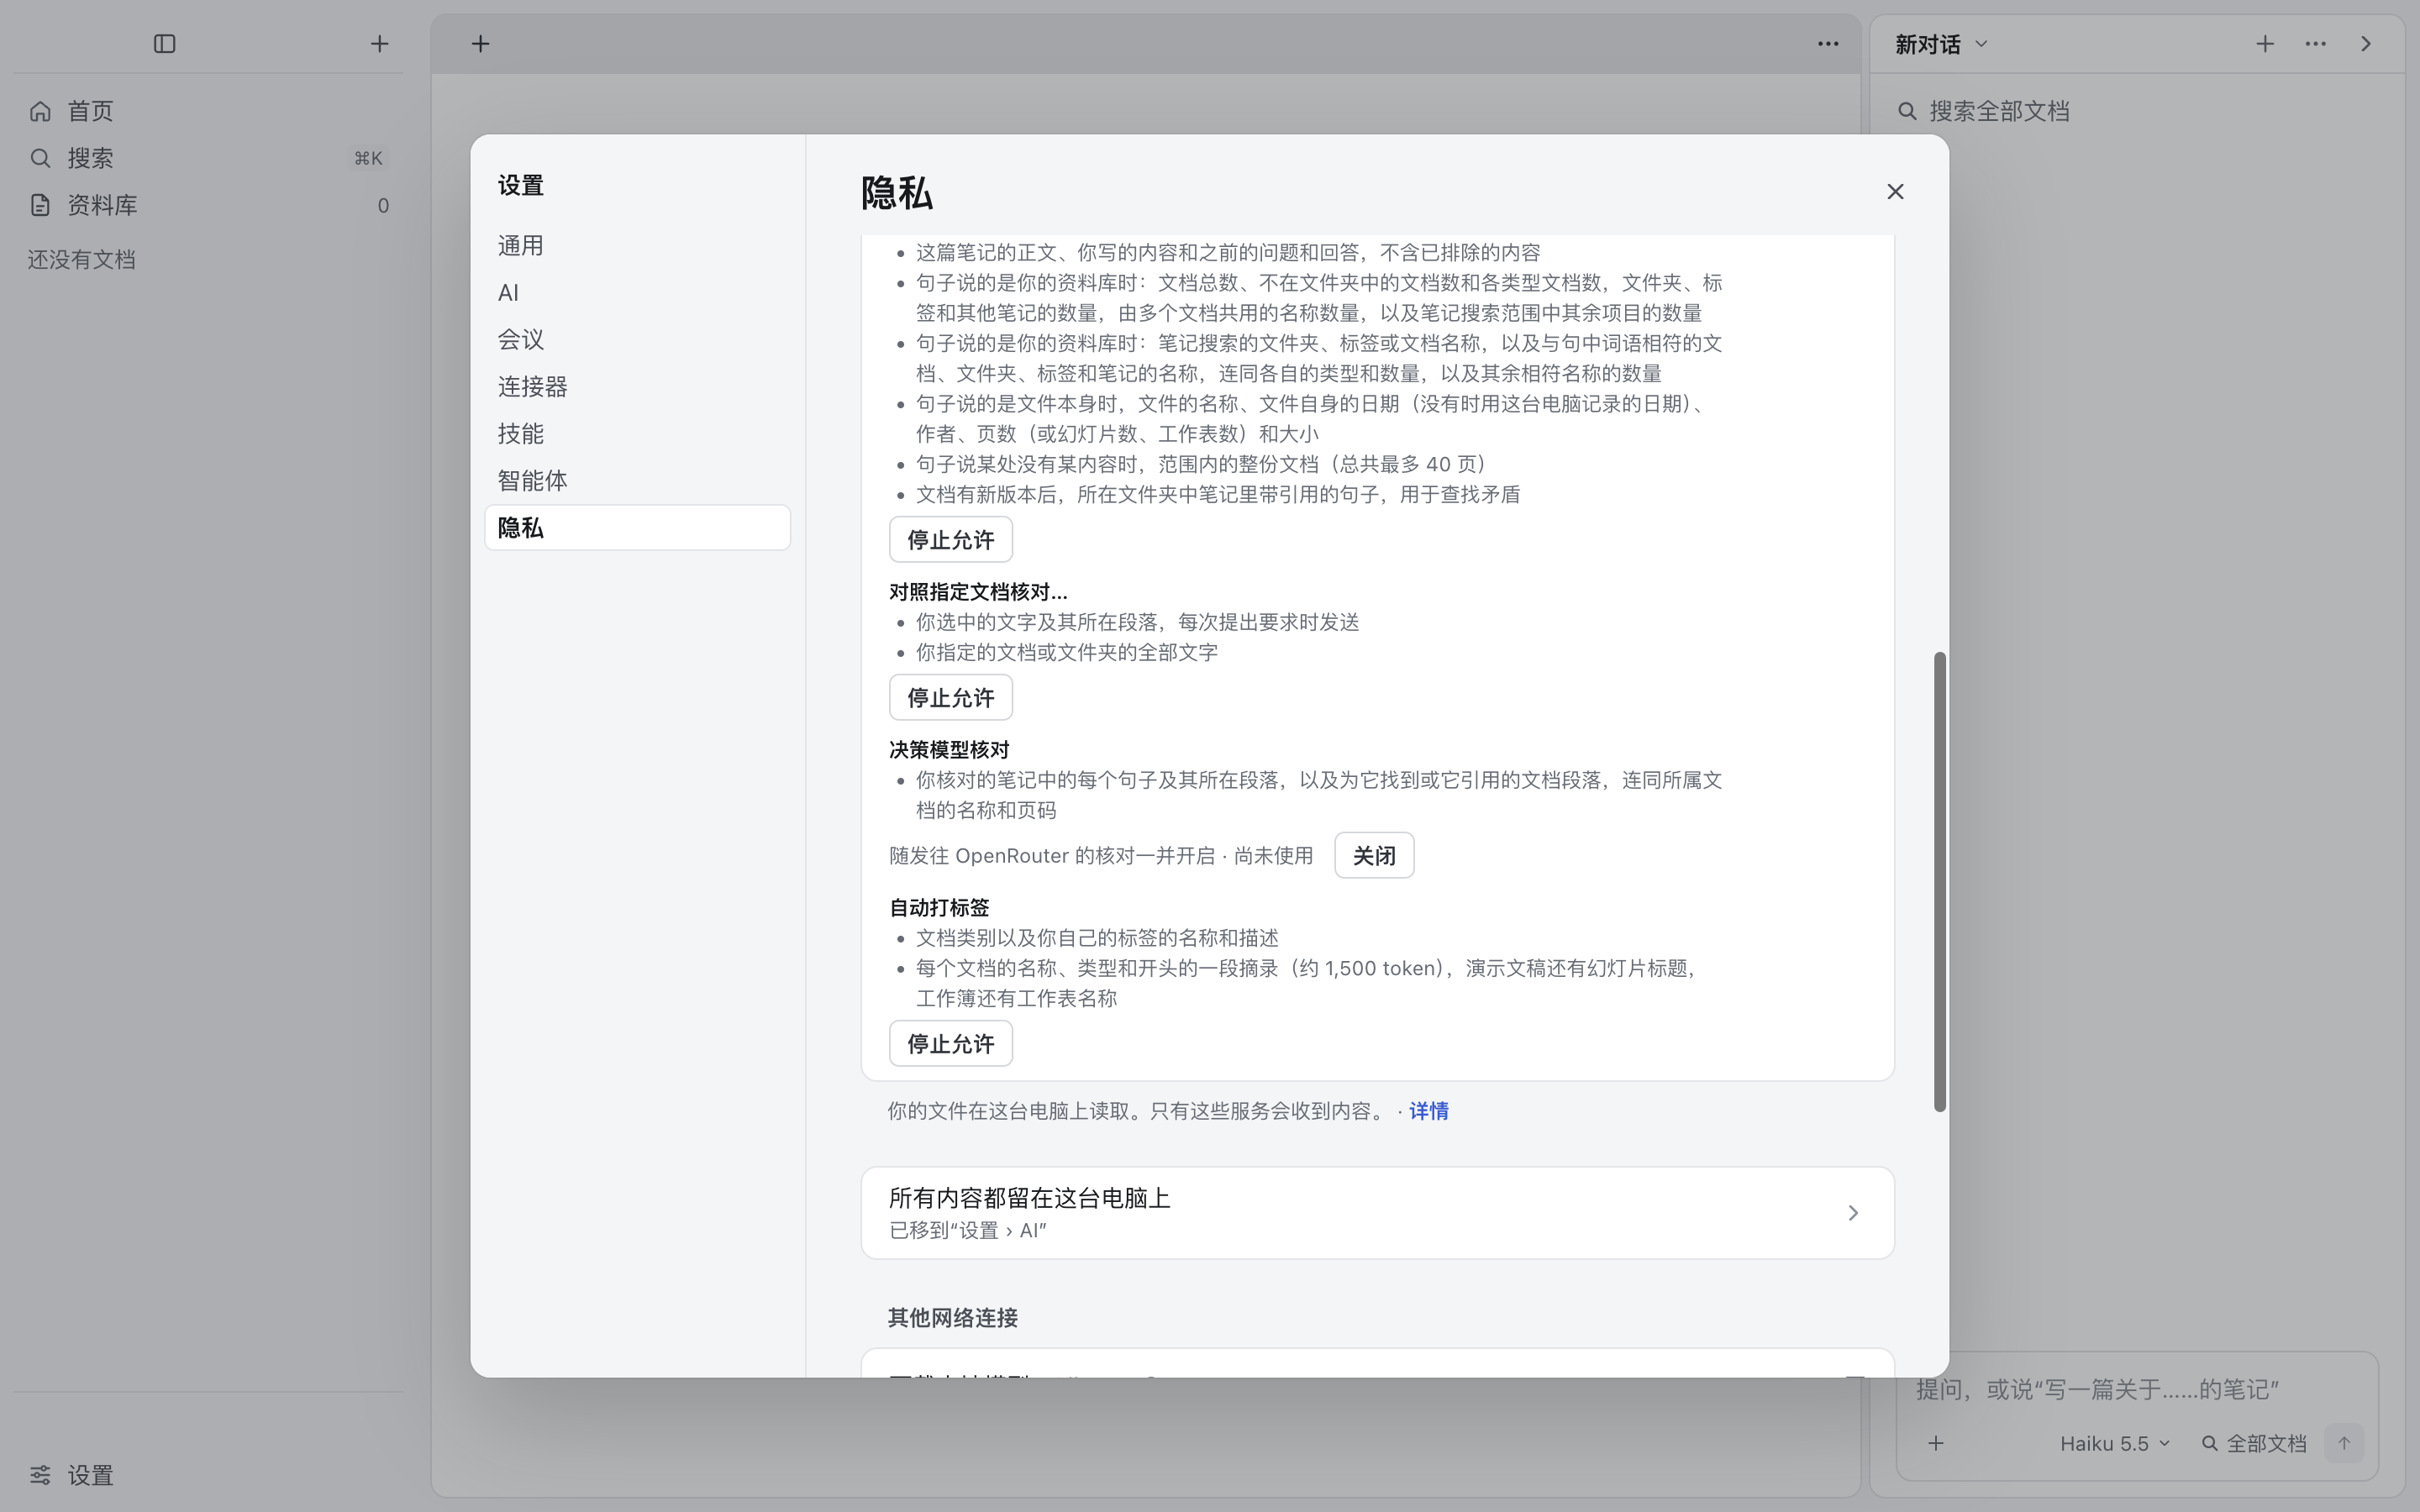 首页
搜索
⌘K
资料库
0
还没有文档
设置
新对话
搜索全部文档
设置
通用
AI
会议
连接器
技能
智能体
隐私
隐私
这篇笔记的正文、你写的内容和之前的问题和回答，不含已排除的内容
句子说的是你的资料库时：文档总数、不在文件夹中的文档数和各类型文档数，文件夹、标
签和其他笔记的数量，由多个文档共用的名称数量，以及笔记搜索范围中其余项目的数量
句子说的是你的资料库时：笔记搜索的文件夹、标签或文档名称，以及与句中词语相符的文
档、文件夹、标签和笔记的名称，连同各自的类型和数量，以及其余相符名称的数量
句子说的是文件本身时，文件的名称、文件自身的日期（没有时用这台电脑记录的日期）、
作者、页数（或幻灯片数、工作表数）和大小
句子说某处没有某内容时，范围内的整份文档（总共最多 40 页）
文档有新版本后，所在文件夹中笔记里带引用的句子，用于查找矛盾
停止允许
对照指定文档核对...
你选中的文字及其所在段落，每次提出要求时发送
你指定的文档或文件夹的全部文字
停止允许
决策模型核对
你核对的笔记中的每个句子及其所在段落，以及为它找到或它引用的文档段落，连同所属文
档的名称和页码
随发往 OpenRouter 的核对一并开启 · 尚未使用
关闭
自动打标签
文档类别以及你自己的标签的名称和描述
每个文档的名称、类型和开头的一段摘录（约 1,500 token），演示文稿还有幻灯片标题，
工作簿还有工作表名称
停止允许
你的文件在这台电脑上读取。只有这些服务会收到内容。 · 详情
所有内容都留在这台电脑上
已移到“设置 › AI”
其他网络连接
提问，或说“写一篇关于……的笔记”
Haiku 5.5
全部文档